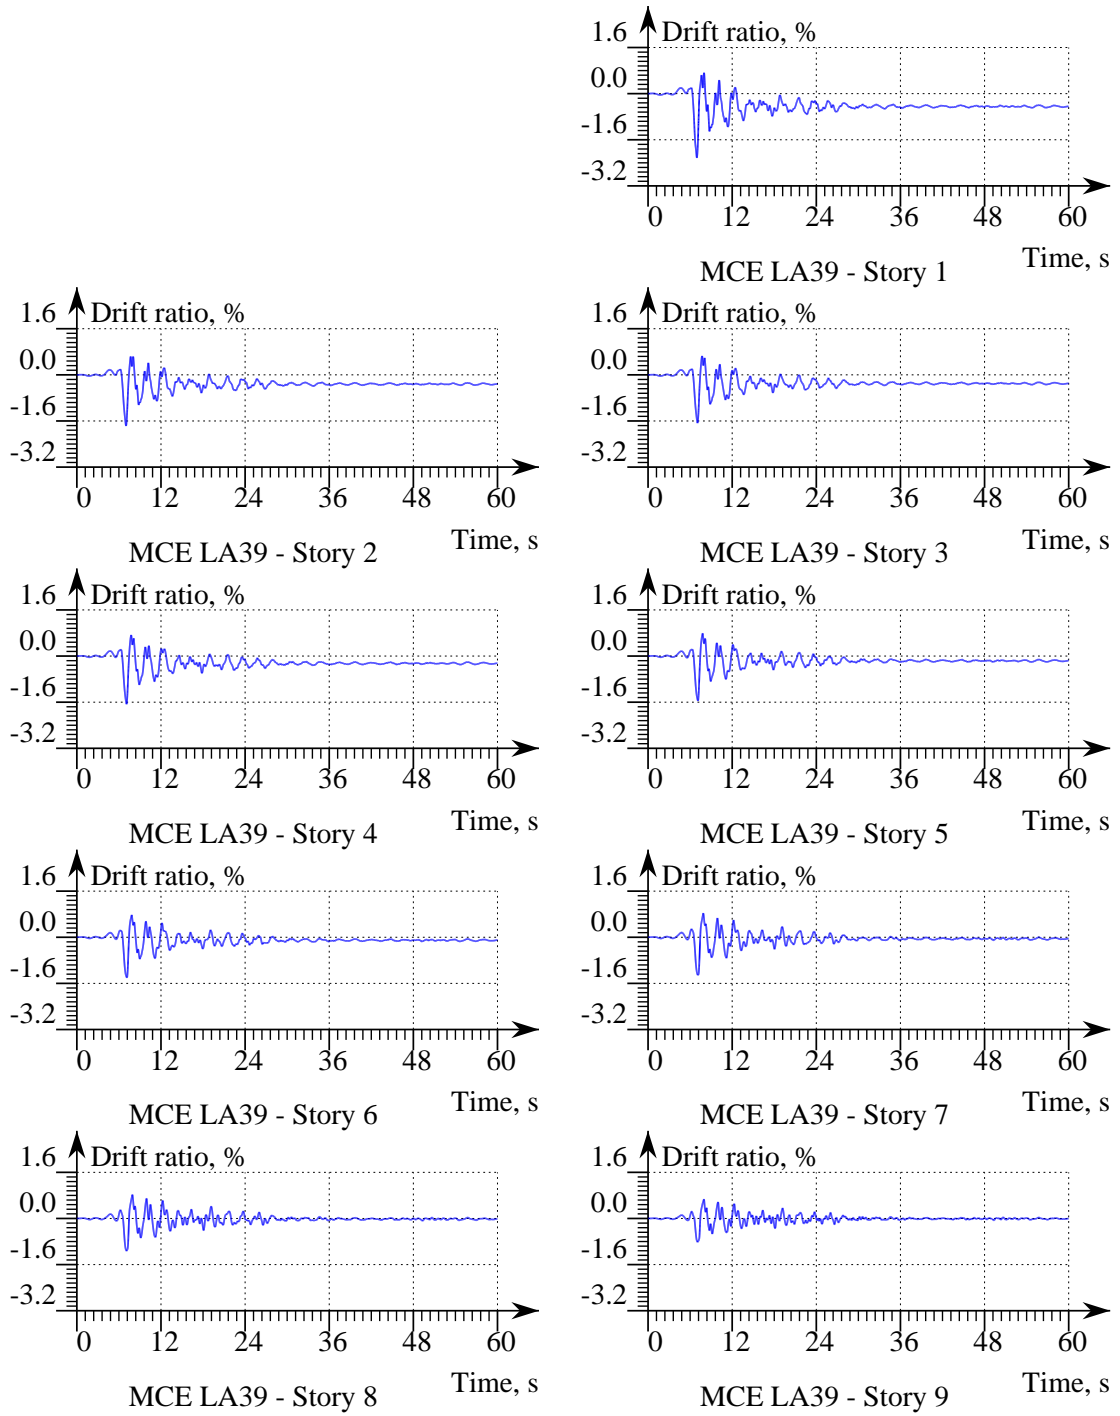 Drift ratio, %
1.6
0.0
-1.6
-3.2
0 12 24 36 48 60
Time, s
MCE LA39 - Story 1
Drift ratio, %
1.6
0.0
-1.6
-3.2
0 12 24 36 48 60
Time, s
MCE LA39 - Story 2
Drift ratio, %
1.6
0.0
-1.6
-3.2
0 12 24 36 48 60
Time, s
MCE LA39 - Story 3
Drift ratio, %
1.6
0.0
-1.6
-3.2
0 12 24 36 48 60
Time, s
MCE LA39 - Story 4
Drift ratio, %
1.6
0.0
-1.6
-3.2
0 12 24 36 48 60
Time, s
MCE LA39 - Story 5
Drift ratio, %
1.6
0.0
-1.6
-3.2
0 12 24 36 48 60
Time, s
MCE LA39 - Story 6
Drift ratio, %
1.6
0.0
-1.6
-3.2
0 12 24 36 48 60
Time, s
MCE LA39 - Story 7
Drift ratio, %
1.6
0.0
-1.6
-3.2
0 12 24 36 48 60
Time, s
MCE LA39 - Story 8
Drift ratio, %
1.6
0.0
-1.6
-3.2
0 12 24 36 48 60
Time, s
MCE LA39 - Story 9